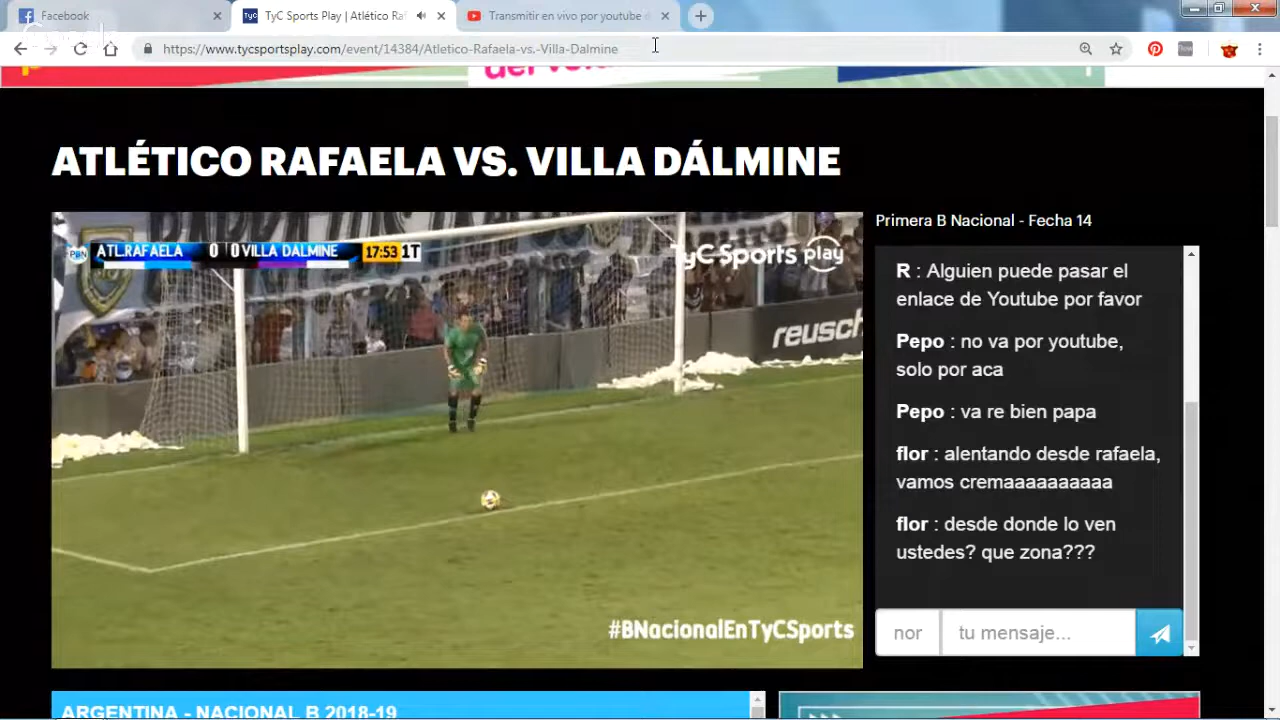 Facebook
TyC Sports Play | Atlético Raf
Transmitir en vivo por youtube d
https://www.tycsportsplay.com/event/14384/Atletico-Rafaela-vs.-Villa-Dalmine
ATLÉTICO RAFAELA VS. VILLA DÁLMINE
Primera B Nacional - Fecha 14
PBN ATL.RAFAELA 0 0 VILLA DALMINE 17:53 1T
TyC Sports play
reusch
#BNacionalEnTyCSports
R : Alguien puede pasar el
enlace de Youtube por favor
Pepo : no va por youtube,
solo por aca
Pepo : va re bien papa
flor : alentando desde rafaela,
vamos cremaaaaaaaaaa
flor : desde donde lo ven
ustedes? que zona???
nor
tu mensaje...
ARGENTINA - NACIONAL B 2018-19